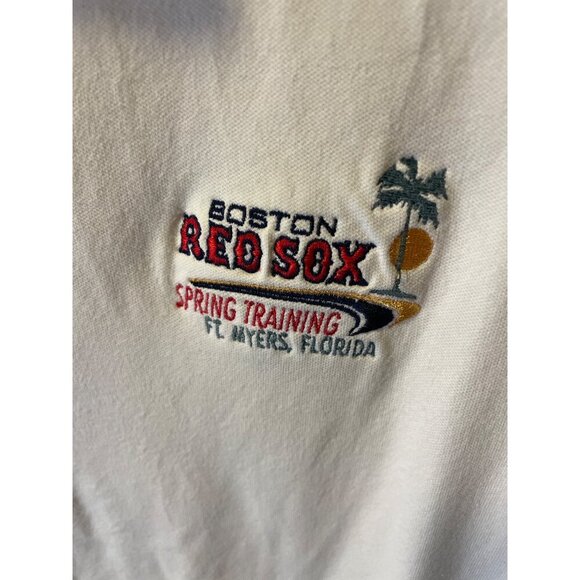 BOSTON
RED SOX
SPRING TRAINING
FT. MYERS, FLORIDA